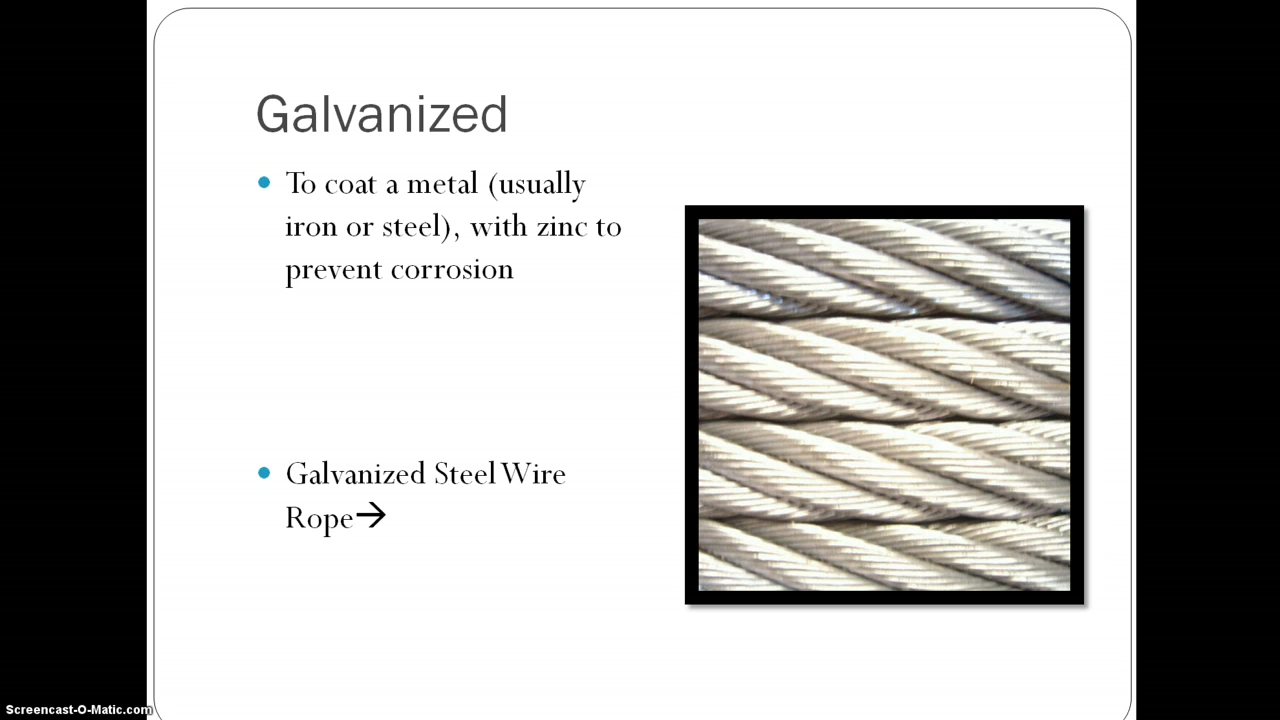 Galvanized
To coat a metal (usually
iron or steel), with zinc to
prevent corrosion
Galvanized Steel Wire
Rope→
Screencast-O-Matic.com